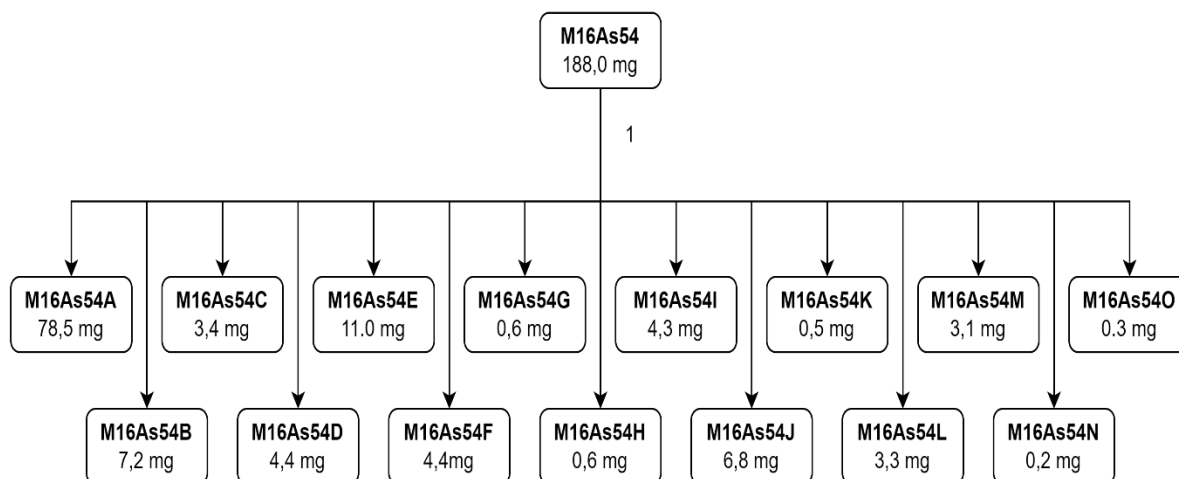 M16As54
188,0 mg
1
M16As54A
78,5 mg
M16As54C
3,4 mg
M16As54E
11.0 mg
M16As54G
0,6 mg
M16As54I
4,3 mg
M16As54K
0,5 mg
M16As54M
3,1 mg
M16As54O
0.3 mg
M16As54B
7,2 mg
M16As54D
4,4 mg
M16As54F
4,4mg
M16As54H
0,6 mg
M16As54J
6,8 mg
M16As54L
3,3 mg
M16As54N
0,2 mg